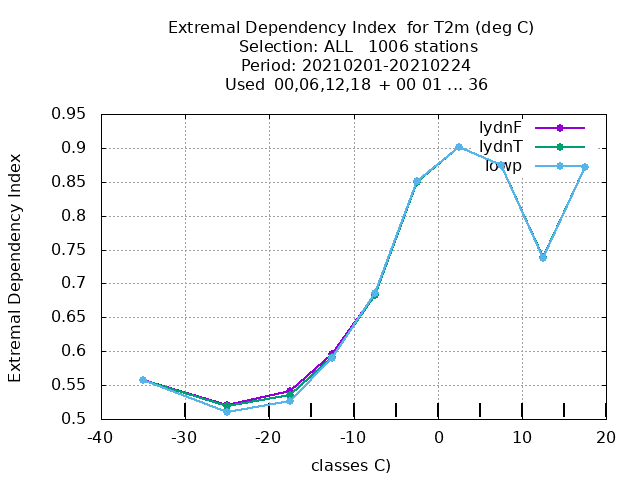 Extremal Dependency Index  for T2m (deg C)
Selection: ALL   1006 stations
Period: 20210201-20210224
Used  00,06,12,18  + 00 01 ... 36
Extremal Dependency Index
0.95
0.9
0.85
0.8
0.75
0.7
0.65
0.6
0.55
0.5
lydnF
lydnT
lowp
-40 -30 -20 -10 0 10 20
classes C)